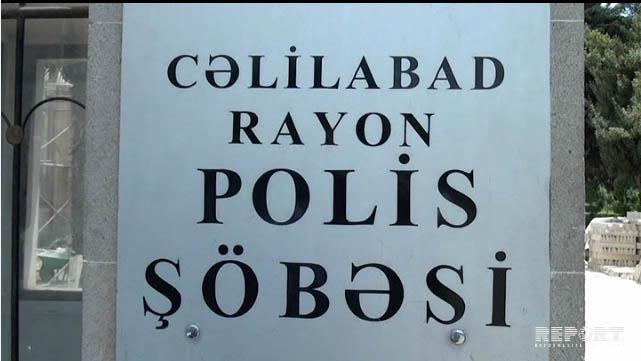 CƏLİLABAD
RAYON
POLİS
ŞÖBƏSİ
REPORT